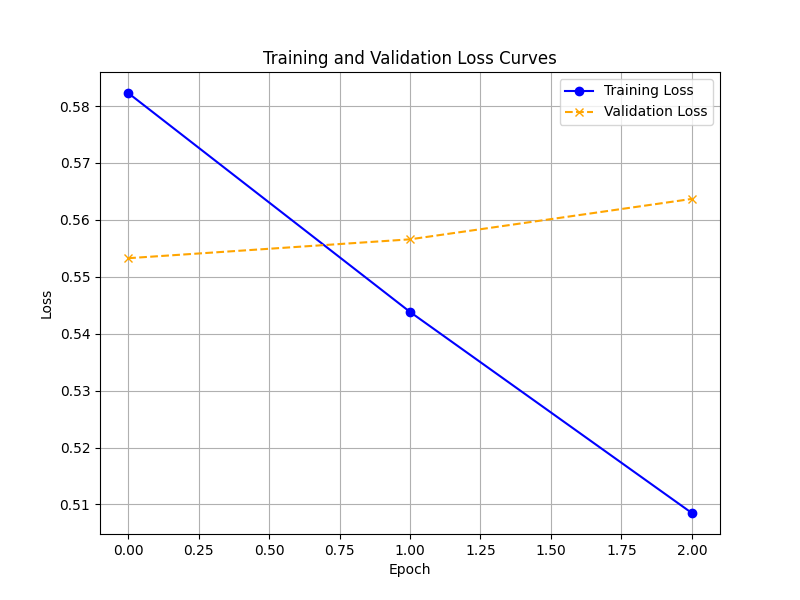 Training and Validation Loss Curves
Training Loss
Validation Loss
0.58
0.57
0.56
0.55
0.54
0.53
0.52
0.51
Loss
0.00 0.25 0.50 0.75 1.00 1.25 1.50 1.75 2.00
Epoch